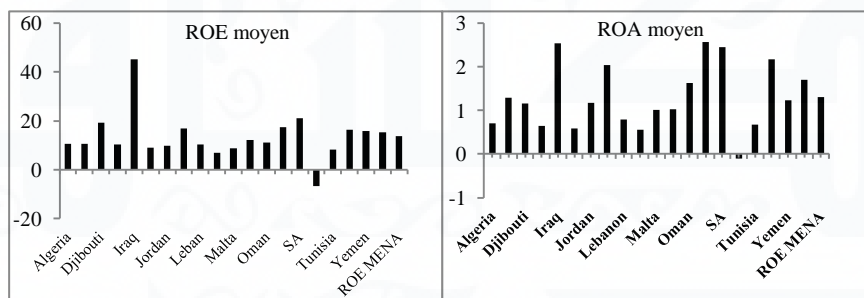 ROE moyen
60
40
20
0
-20
Algeria
Djibouti
Iraq
Jordan
Leban
Malta
Oman
SA
Tunisia
Yemen
ROE MENA
ROA moyen
3
2
1
0
-1
Algeria
Djibouti
Iraq
Jordan
Lebanon
Malta
Oman
SA
Tunisia
Yemen
ROE MENA